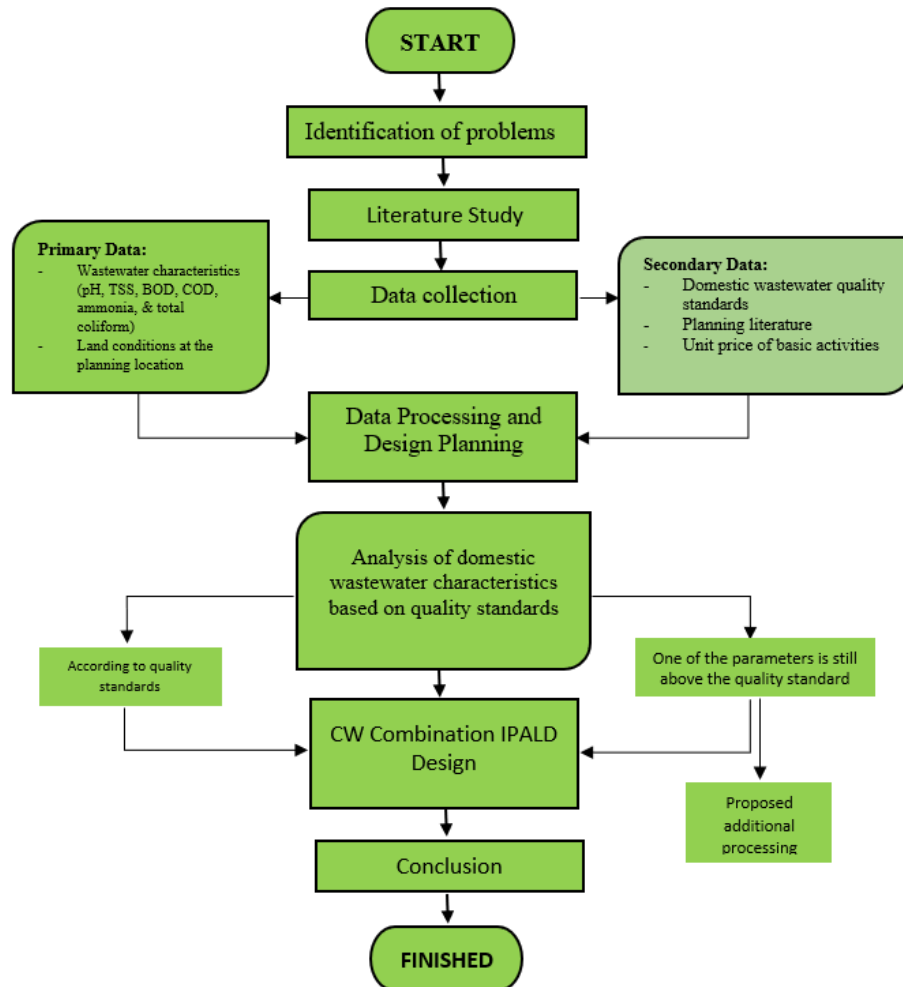 START
Identification of problems
Literature Study
Primary Data:
- Wastewater characteristics
(pH, TSS, BOD, COD,
ammonia, & total
coliform)
- Land conditions at the
planning location
Data collection
Secondary Data:
- Domestic wastewater quality
standards
- Planning literature
- Unit price of basic activities
Data Processing and
Design Planning
Analysis of domestic
wastewater characteristics
based on quality standards
According to quality
standards
One of the parameters is still
above the quality standard
CW Combination IPALD
Design
Proposed
additional
processing
Conclusion
FINISHED